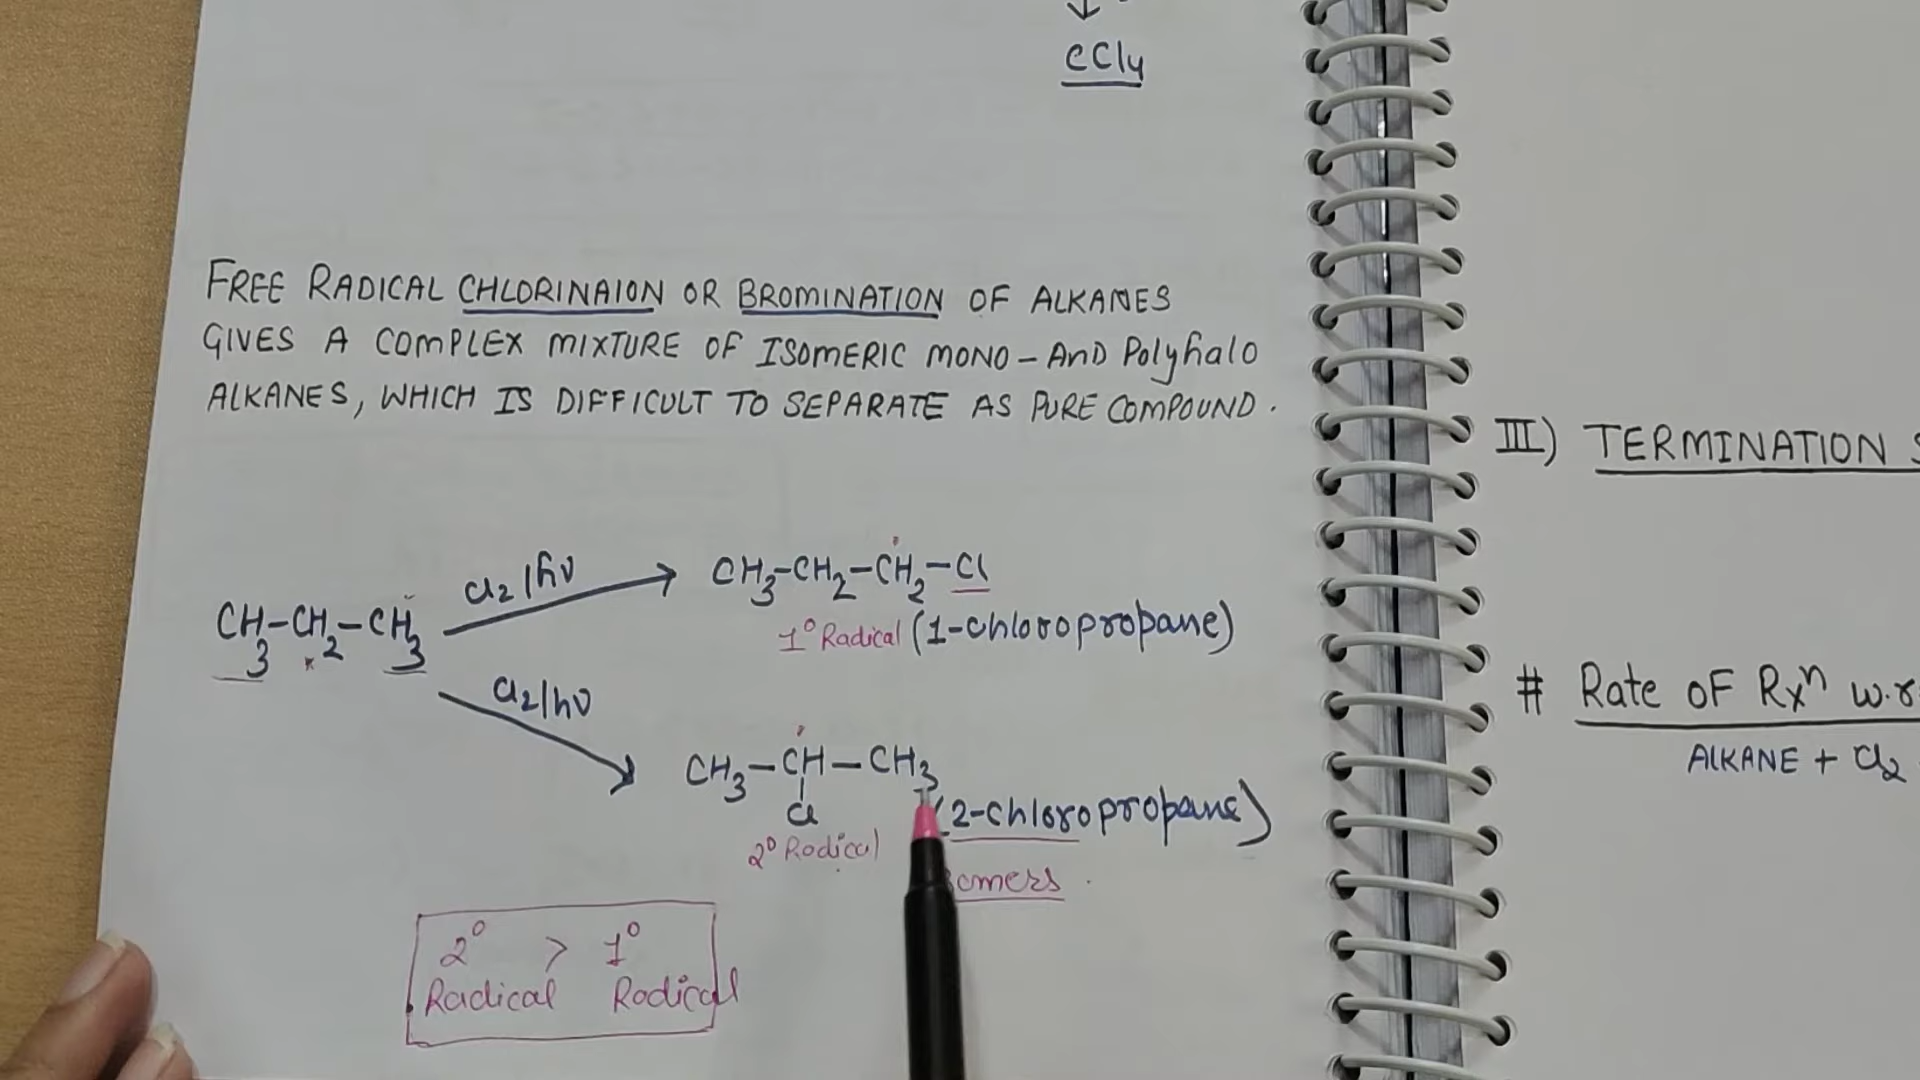 CCl4
FREE RADICAL CHLORINAION OR BROMINATION OF ALKANES
GIVES A COMPLEX MIXTURE OF ISOMERIC MONO-AND Polyhalo
ALKANES, WHICH IS DIFFICULT TO SEPARATE AS PURE COMPOUND.
Cl2/hν
CH3-CH2-CH2-Cl
CH3-CH2-CH3
1° Radical (1-chloropropane)
Cl2/hν
CH3-CH-CH3
Cl
(2-chloropropane)
2° Radical
2° > 1°
Radical Radical
III) TERMINATION
# Rate OF Rxn w.r
ALKANE + Cl2